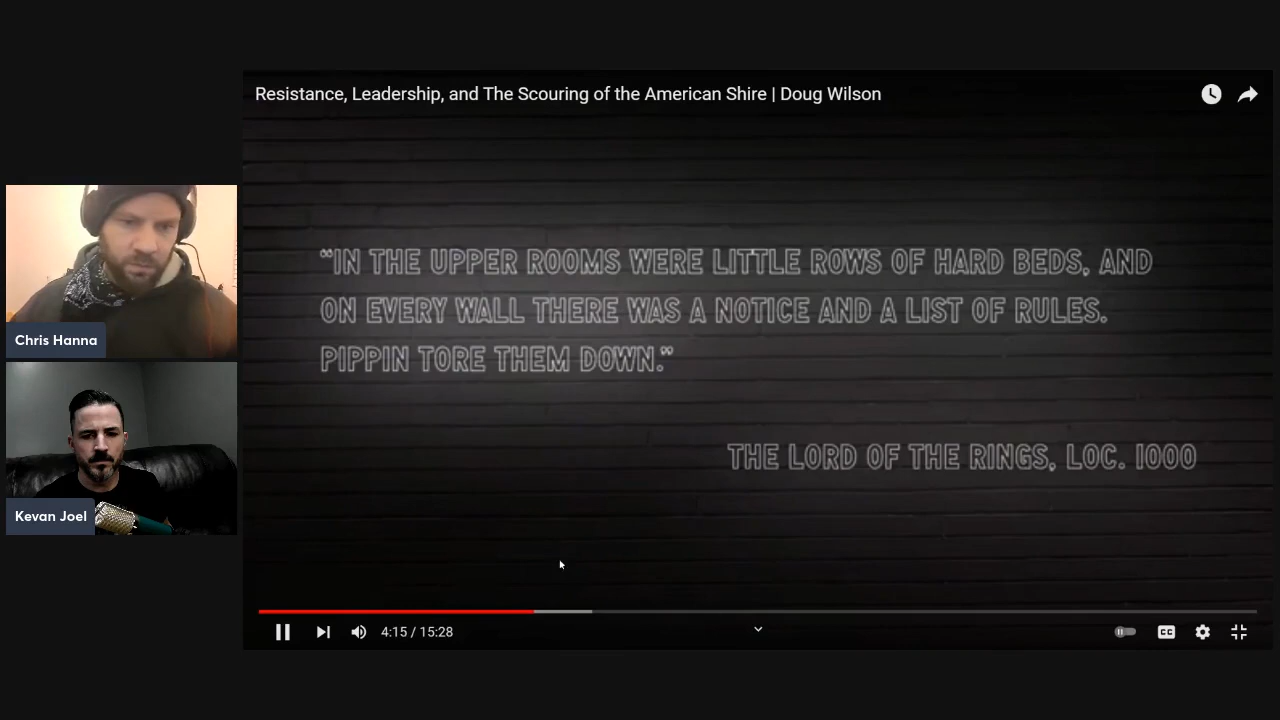 Resistance, Leadership, and The Scouring of the American Shire | Doug Wilson
“IN THE UPPER ROOMS WERE LITTLE ROWS OF HARD BEDS, AND
ON EVERY WALL THERE WAS A NOTICE AND A LIST OF RULES.
PIPPIN TORE THEM DOWN.”
THE LORD OF THE RINGS, LOC. 1000
Chris Hanna
Kevan Joel
4:15 / 15:28
CC